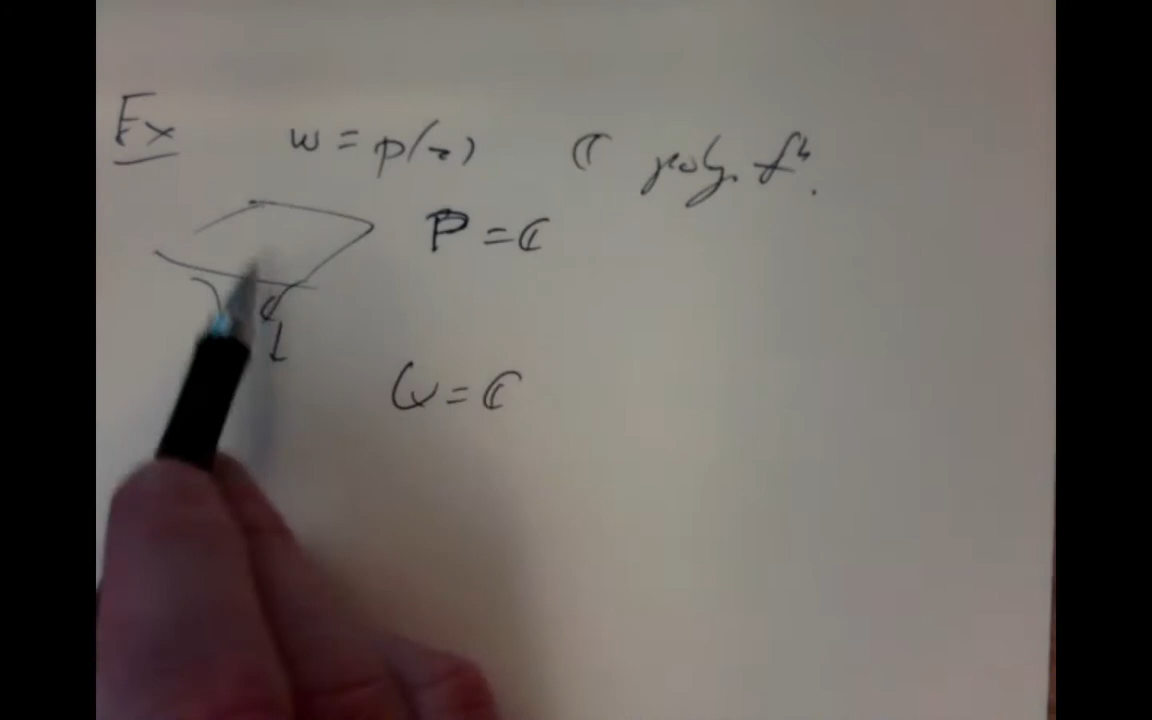 Ex w = p(z) ℂ poly. fⁿ.
P = ℂ
Q = ℂ